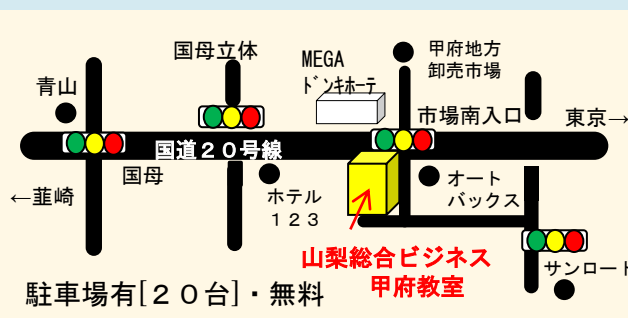 国母立体
MEGA
ドンキホーテ
甲府地方
卸売市場
青山
市場南入口
東京→
国道２０号線
国母
←韮崎
ホテル
１２３
オート
バックス
山梨総合ビジネス
甲府教室
サンロード
駐車場有[２０台]・無料